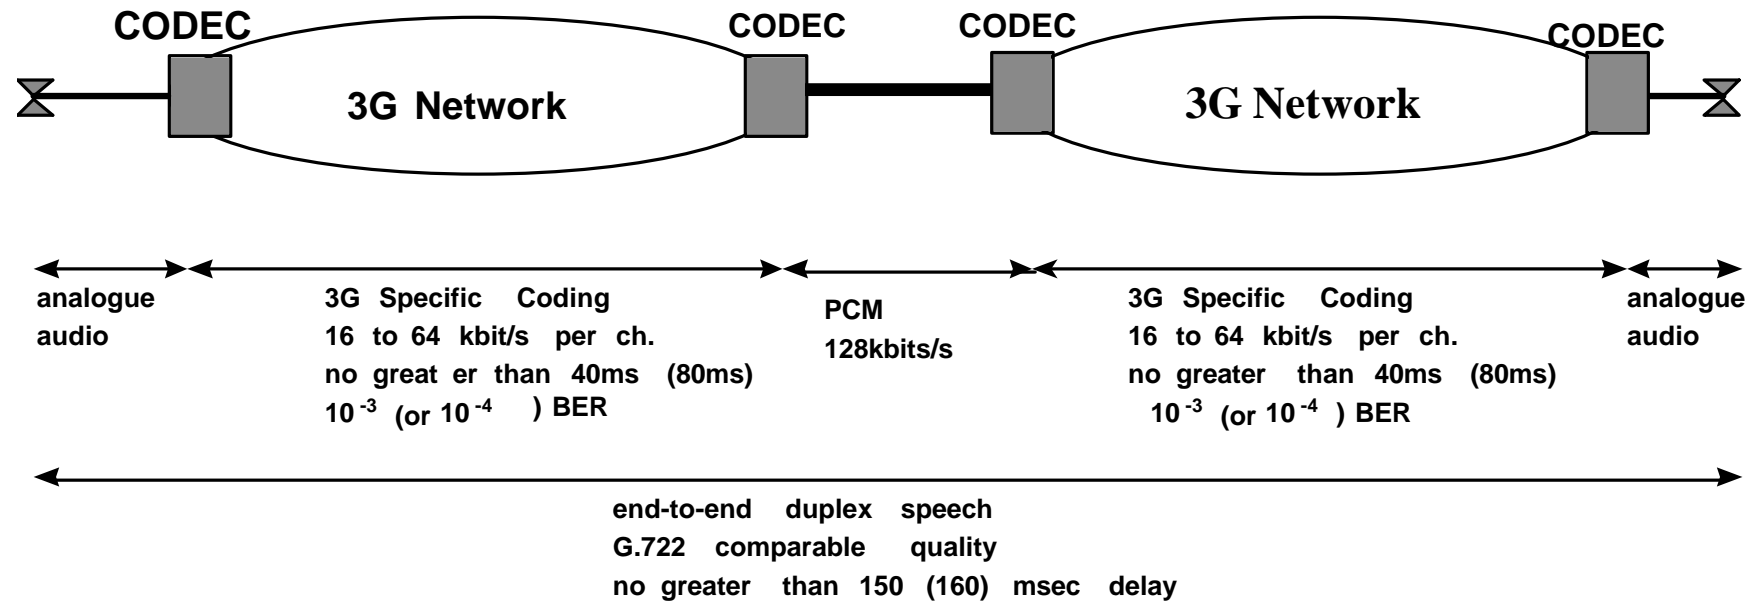 CODEC
CODEC
CODEC
CODEC
3G Network
3G Network
analogue
audio
3G Specific Coding
16 to 64 kbit/s per ch.
no great er than 40ms (80ms)
10 -3 (or 10 -4 ) BER
PCM
128kbits/s
3G Specific Coding
16 to 64 kbit/s per ch.
no greater than 40ms (80ms)
10 -3 (or 10 -4 ) BER
analogue
audio
end-to-end duplex speech
G.722 comparable quality
no greater than 150 (160) msec delay